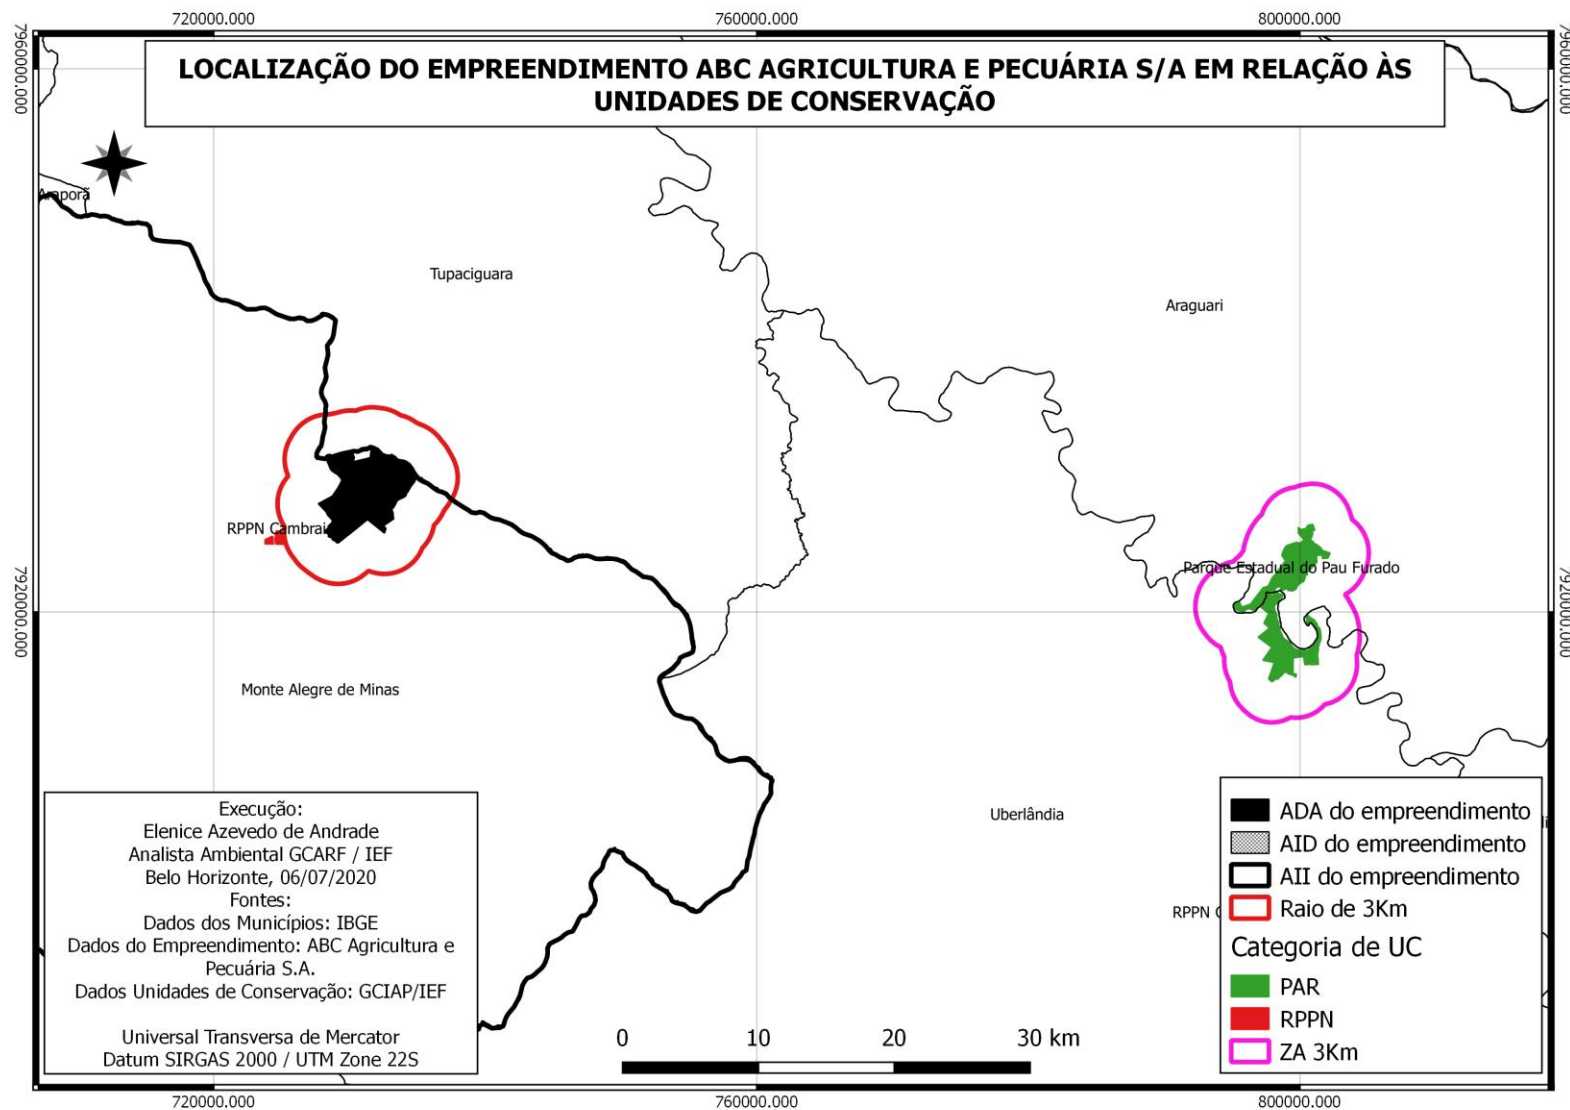 720000.000
760000.000
800000.000
7960000.000
7960000.000
LOCALIZAÇÃO DO EMPREENDIMENTO ABC AGRICULTURA E PECUÁRIA S/A EM RELAÇÃO ÀS
UNIDADES DE CONSERVAÇÃO
Araporã
Tupaciguara
Araguari
RPPN Cambraia
Parque Estadual do Pau Furado
7920000.000
7920000.000
Monte Alegre de Minas
Uberlândia
RPPN
Execução:
Elenice Azevedo de Andrade
Analista Ambiental GCARF / IEF
Belo Horizonte, 06/07/2020
Fontes:
Dados dos Municípios: IBGE
Dados do Empreendimento: ABC Agricultura e
Pecuária S.A.
Dados Unidades de Conservação: GCIAP/IEF
Universal Transversa de Mercator
Datum SIRGAS 2000 / UTM Zone 22S
0 10 20 30 km
ADA do empreendimento
AID do empreendimento
AII do empreendimento
Raio de 3Km
Categoria de UC
PAR
RPPN
ZA 3Km
720000.000
760000.000
800000.000